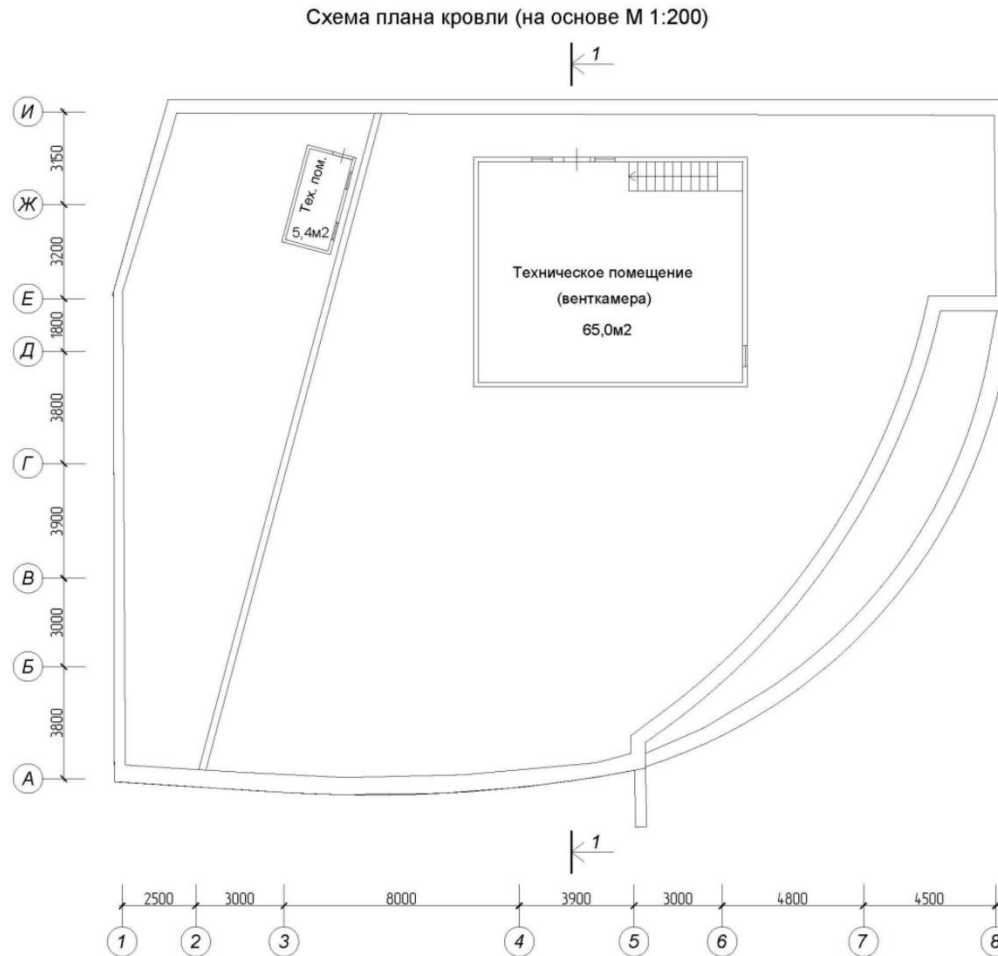 Схема плана кровли (на основе М 1:200)
1
И
3150
Ж
Тех. пом.
5,4м2
3200
Техническое помещение
(венткамера)
65,0м2
Е
1800
Д
3800
Г
3900
В
3000
Б
3800
А
1
2500 3000 8000 3900 3000 4800 4500
1 2 3 4 5 6 7 8